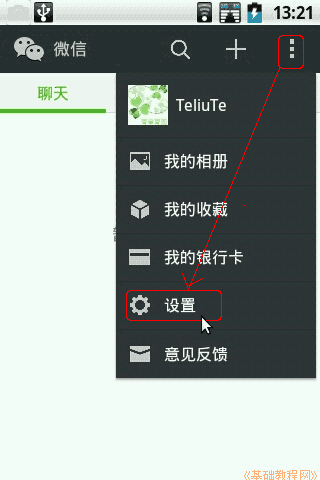 13:21
微信
聊天
TeliuTe
我的相册
我的收藏
我的银行卡
设置
意见反馈
《基础教程网》